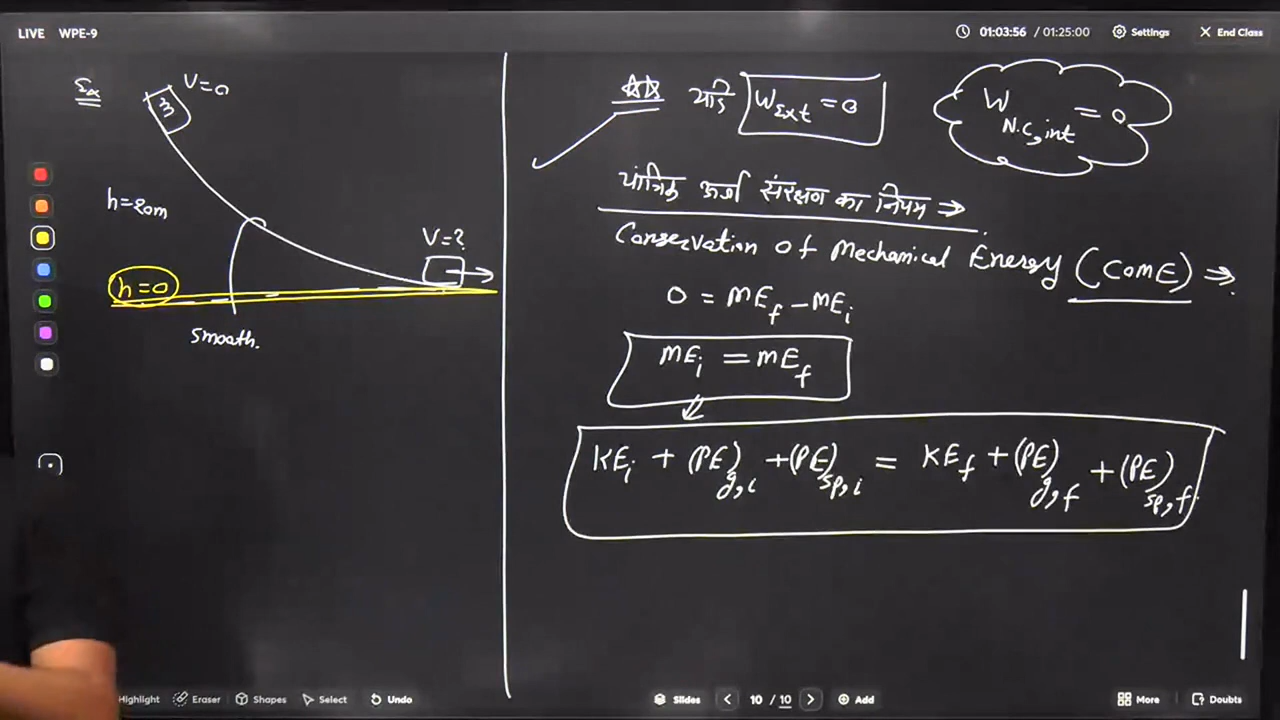 LIVE WPE-9
01:03:56 / 01:25:00 Settings End Class
Ex
V=0
h=20m
V=?
h=0
Smooth.
यदि WExt = 0
W N.C, int = 0
यांत्रिक ऊर्जा संरक्षण का नियम ⇒
Conservation of Mechanical Energy (COME) ⇒
0 = MEf - MEi
MEi = MEf
KEi + (PE)g,i + (PE)sp,i = KEf + (PE)g,f + (PE)sp,f
Highlight Eraser Shapes Select Undo Slides 10 / 10 Add More Doubts